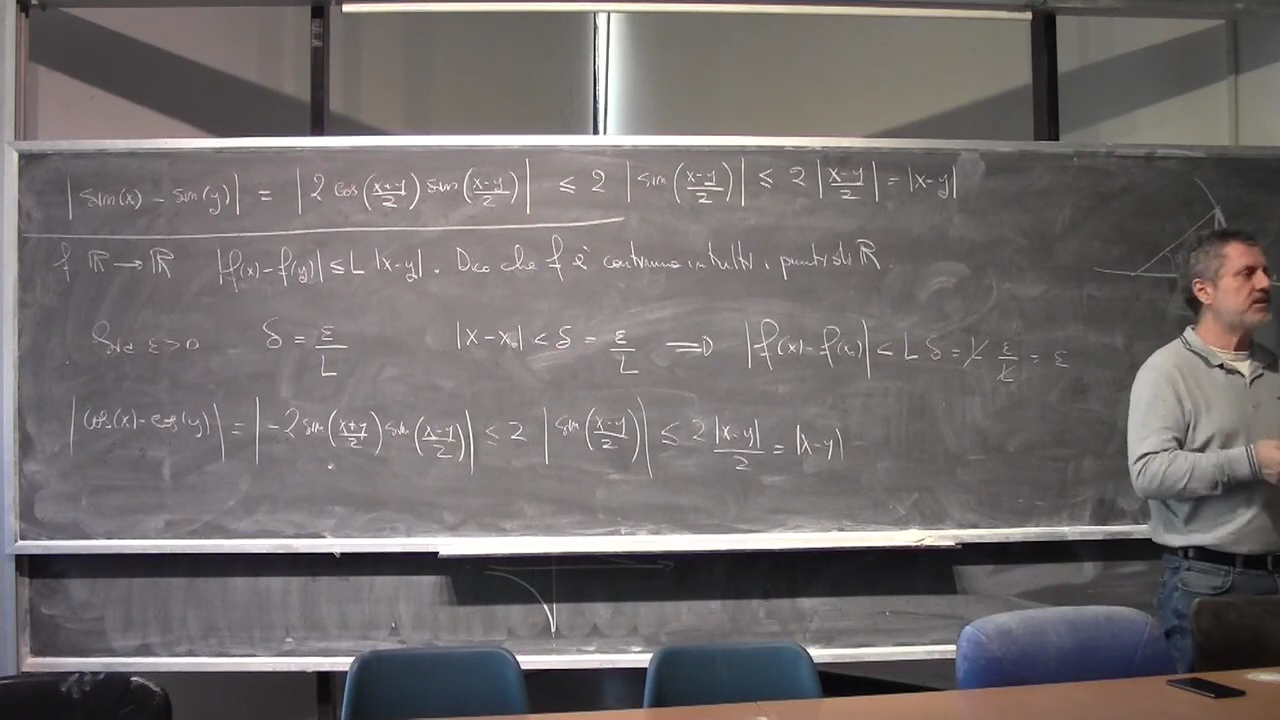 |sin(x) - sin(y)| = |2 cos(x+y/2) sin(x-y/2)| ≤ 2 |sin(x-y/2)| ≤ 2 |x-y/2| = |x-y|
f ℝ → ℝ |f(x) - f(y)| ≤ L |x-y|. Dico che f è continua in tutti i punti di ℝ.
Sia ε > 0 δ = ε/L |x-x₀| < δ = ε/L ⇒ |f(x) - f(x₀)| < L δ = L ε/L = ε
|cos(x) - cos(y)| = |-2 sin(x+y/2) sin(x-y/2)| ≤ 2 |sin(x-y/2)| ≤ 2 |x-y|/2 = |x-y|